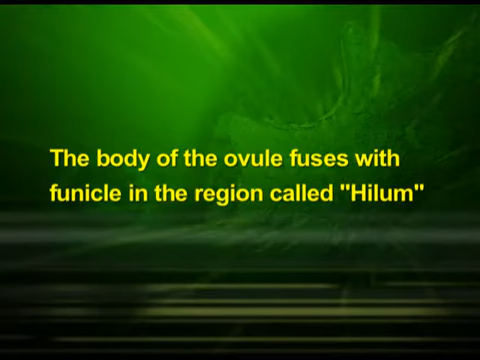 The body of the ovule fuses with
funicle in the region called "Hilum"